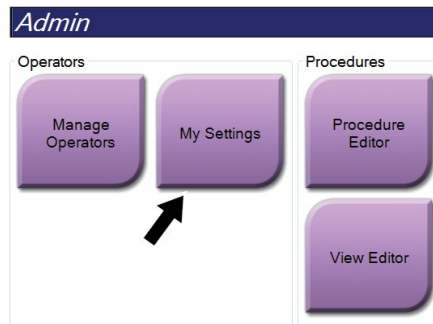 Admin
Operators
Manage
Operators
My Settings
Procedures
Procedure
Editor
View Editor